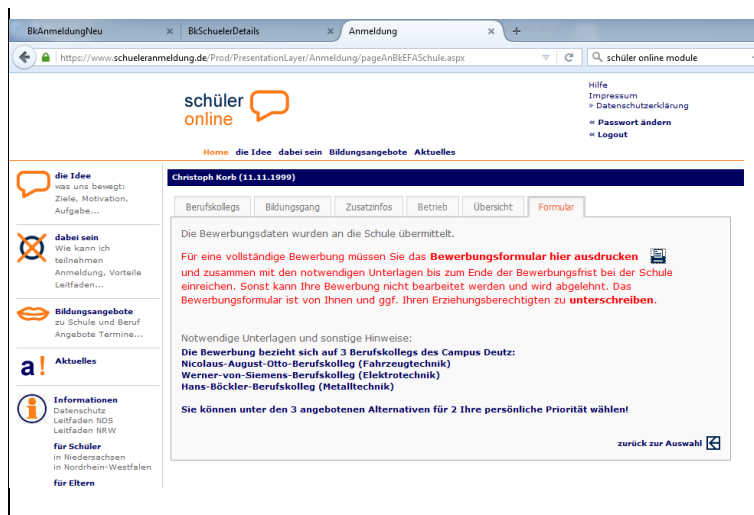 BkAnmeldungNeu
BkSchuelerDetails
Anmeldung
https://www.schueleranmeldung.de/Prod/PresentationLayer/Anmeldung/pageAnBkEFASchule.aspx
schüler online module
schüler
online
Hilfe
Impressum
» Datenschutzerklärung
« Passwort ändern
« Logout
Home die Idee dabei sein Bildungsangebote Aktuelles
die Idee
was uns bewegt:
Ziele, Motivation,
Aufgabe...
dabei sein
Wie kann ich
teilnehmen
Anmeldung, Vorteile
Leitfaden...
Bildungsangebote
zu Schule und Beruf
Angebote Termine...
a!
Aktuelles
Informationen
Datenschutz
Leitfaden NDS
Leitfaden NRW
für Schüler
in Niedersachsen
in Nordrhein-Westfalen
für Eltern
Christoph Korb (11.11.1999)
Berufskollegs
Bildungsgang
Zusatzinfos
Betrieb
Übersicht
Formular
Die Bewerbungsdaten wurden an die Schule übermittelt.
Für eine vollständige Bewerbung müssen Sie das Bewerbungsformular hier ausdrucken
und zusammen mit den notwendigen Unterlagen bis zum Ende der Bewerbungsfrist bei der Schule
einreichen. Sonst kann Ihre Bewerbung nicht bearbeitet werden und wird abgelehnt. Das
Bewerbungsformular ist von Ihnen und ggf. Ihren Erziehungsberechtigten zu unterschreiben.
Notwendige Unterlagen und sonstige Hinweise:
Die Bewerbung bezieht sich auf 3 Berufskollegs des Campus Deutz:
Nicolaus-August-Otto-Berufskolleg (Fahrzeugtechnik)
Werner-von-Siemens-Berufskolleg (Elektrotechnik)
Hans-Böckler-Berufskolleg (Metalltechnik)
Sie können unter den 3 angebotenen Alternativen für 2 Ihre persönliche Priorität wählen!
zurück zur Auswahl